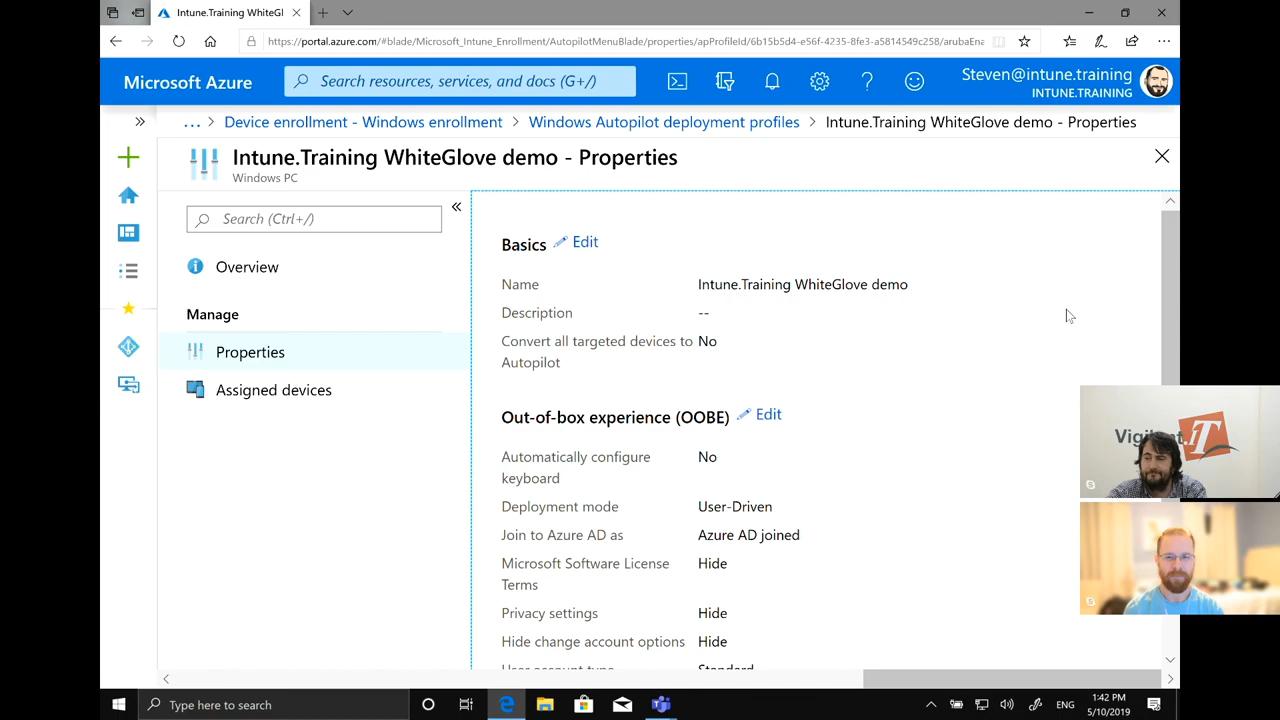 Intune.Training WhiteGl
https://portal.azure.com/#blade/Microsoft_Intune_Enrollment/AutopilotMenuBlade/properties/apProfileId/6b15b5d4-e56f-4235-8fe3-a5814549c258/arubaEna
Microsoft Azure
Search resources, services, and docs (G+/)
Steven@intune.training
INTUNE.TRAINING
... > Device enrollment - Windows enrollment > Windows Autopilot deployment profiles > Intune.Training WhiteGlove demo - Properties
Intune.Training WhiteGlove demo - Properties
Windows PC
Search (Ctrl+/)
Overview
Manage
Properties
Assigned devices
Basics Edit
Name Intune.Training WhiteGlove demo
Description --
Convert all targeted devices to No
Autopilot
Out-of-box experience (OOBE) Edit
Automatically configure No
keyboard
Deployment mode User-Driven
Join to Azure AD as Azure AD joined
Microsoft Software License Hide
Terms
Privacy settings Hide
Hide change account options Hide
User account type Standard
iT
Type here to search
ENG
1:42 PM
5/10/2019